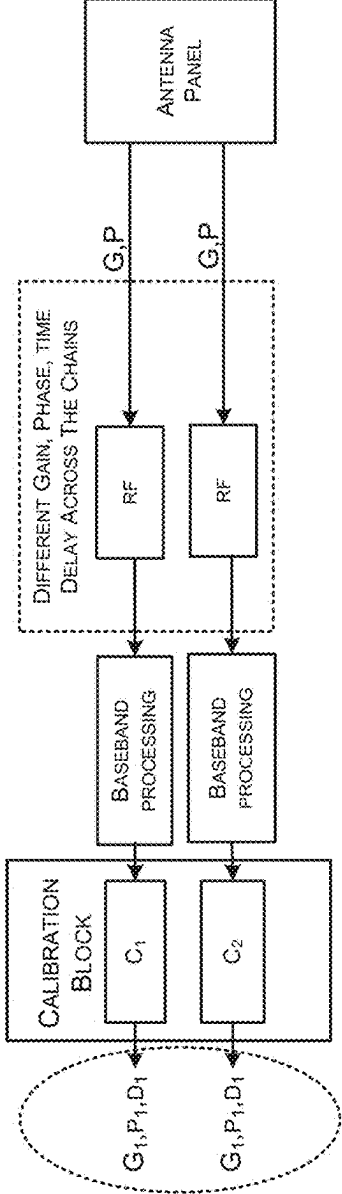 G₁,P₁,D₁
G₁,P₁,D₁
CALIBRATION
BLOCK
C₁
C₂
BASEBAND
PROCESSING
BASEBAND
PROCESSING
DIFFERENT GAIN, PHASE, TIME
DELAY ACROSS THE CHAINS
RF
RF
G,P
G,P
ANTENNA
PANEL